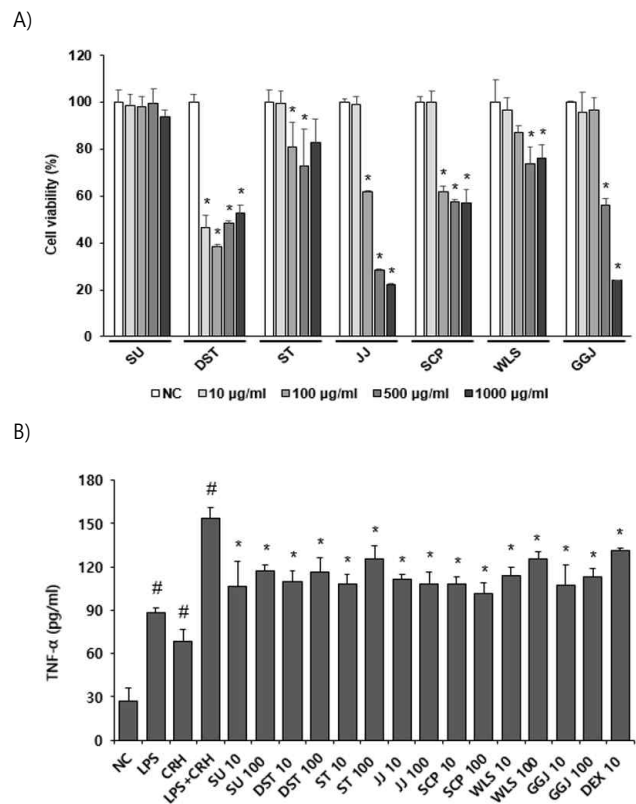 A)
120
100
80
60
40
20
0
Cell viability (%)
* * * *
* *
* * *
* * *
* *
* *
SU DST ST JJ SCP WLS GGJ
NC 10 µg/ml 100 µg/ml 500 µg/ml 1000 µg/ml
B)
180
150
120
90
60
30
0
TNF-α (pg/ml)
# # #
* * * * * * * * * * * * * * *
NC LPS CRH LPS+CRH SU 10 SU 100 DST 10 DST 100 ST 10 ST 100 JJ 10 JJ 100 SCP 10 SCP 100 WLS 10 WLS 100 GGJ 10 GGJ 100 DEX 10